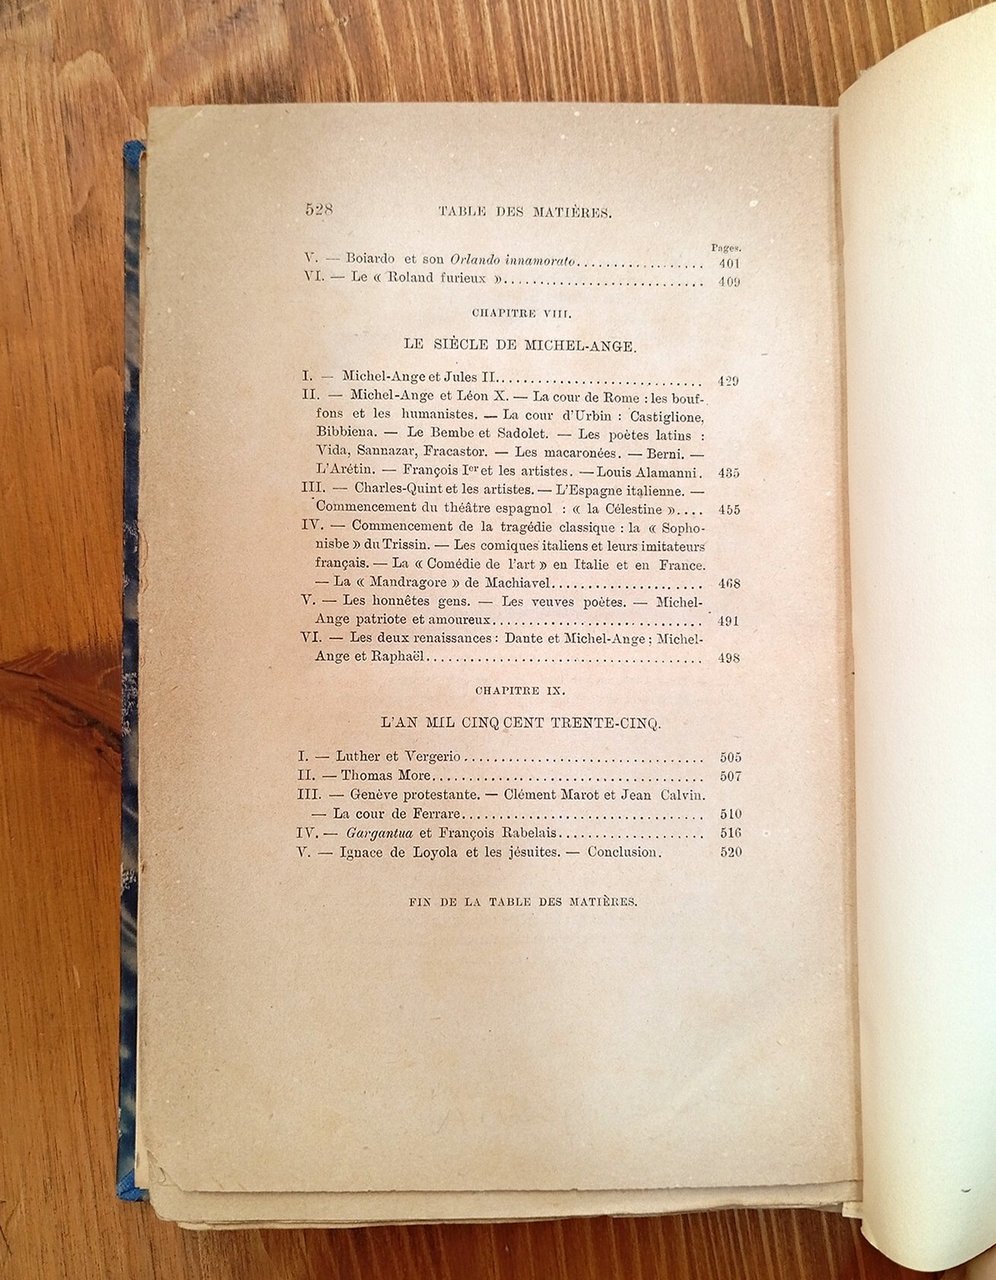 528 TABLE DES MATIÈRES.
Pages.
V. — Boiardo et son Orlando innamorato.................. 401
VI. — Le « Roland furieux »............................ 409
CHAPITRE VIII.
LE SIÈCLE DE MICHEL-ANGE.
I. — Michel-Ange et Jules II............................. 429
II. — Michel-Ange et Léon X. — La cour de Rome : les bouf-
fons et les humanistes. — La cour d'Urbin : Castiglione,
Bibbiena. — Le Bembe et Sadolet. — Les poètes latins :
Vida, Sannazar, Fracastor. — Les macaronées. — Berni. —
L'Arétin. — François Ier et les artistes. — Louis Alamanni. 435
III. — Charles-Quint et les artistes. — L'Espagne italienne. —
Commencement du théâtre espagnol : « la Célestine ».... 455
IV. — Commencement de la tragédie classique : la « Sopho-
nisbe » du Trissin. — Les comiques italiens et leurs imitateurs
français. — La « Comédie de l'art » en Italie et en France.
— La « Mandragore » de Machiavel...................... 468
V. — Les honnêtes gens. — Les veuves poètes. — Michel-
Ange patriote et amoureux.............................. 491
VI. — Les deux renaissances : Dante et Michel-Ange ; Michel-
Ange et Raphaël....................................... 498
CHAPITRE IX.
L'AN MIL CINQ CENT TRENTE-CINQ.
I. — Luther et Vergerio................................ 505
II. — Thomas More..................................... 507
III. — Genève protestante. — Clément Marot et Jean Calvin.
— La cour de Ferrare................................. 510
IV. — Gargantua et François Rabelais..................... 516
V. — Ignace de Loyola et les jésuites. — Conclusion. 520
FIN DE LA TABLE DES MATIÈRES.